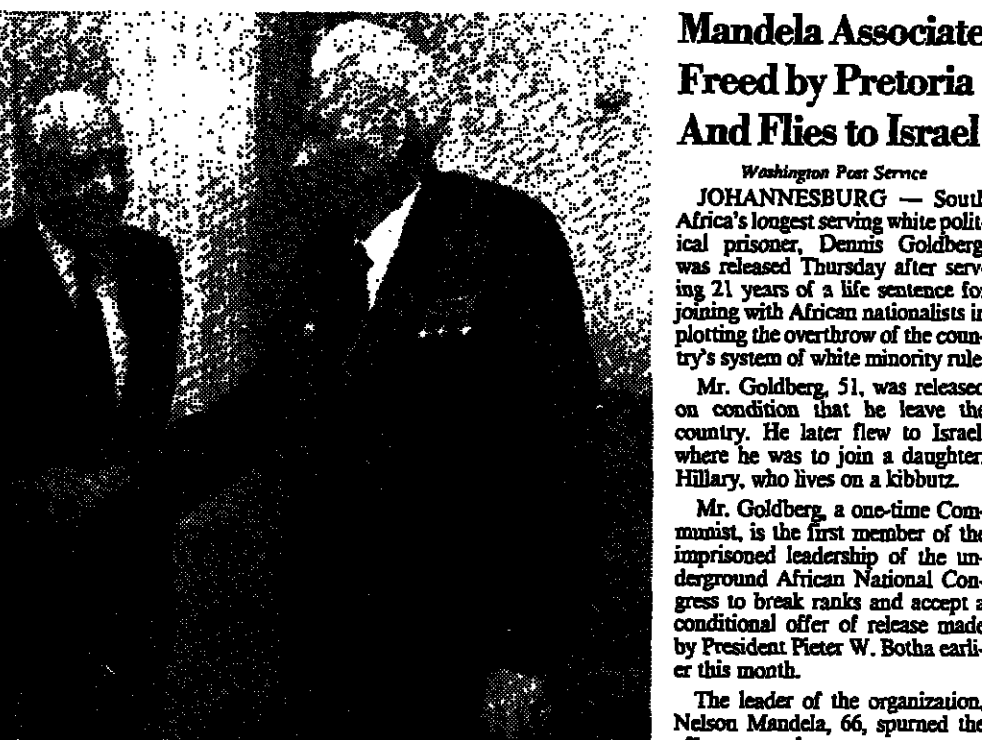 Mandela Associate
Freed by Pretoria
And Flies to Israel
Washington Post Service
JOHANNESBURG — South
Africa's longest serving white polit-
ical prisoner, Dennis Goldberg,
was released Thursday after serv-
ing 21 years of a life sentence for
joining with African nationalists in
plotting the overthrow of the coun-
try's system of white minority rule.
Mr. Goldberg, 51, was released
on condition that he leave the
country. He later flew to Israel
where he was to join a daughter,
Hillary, who lives on a kibbutz.
Mr. Goldberg, a one-time Com-
munist, is the first member of the
imprisoned leadership of the un-
derground African National Con-
gress to break ranks and accept a
conditional offer of release made
by President Pieter W. Botha earli-
er this month.
The leader of the organization,
Nelson Mandela, 66, spurned the